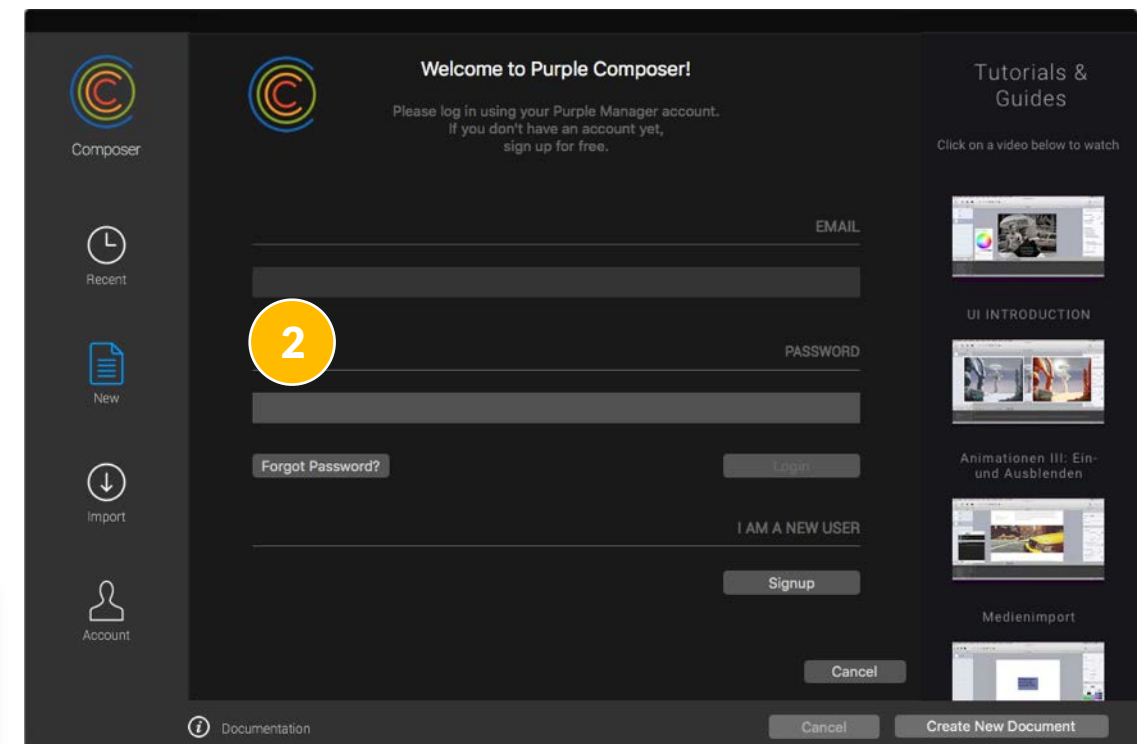 Composer
Recent
New
Import
Account
Welcome to Purple Composer!
Please log in using your Purple Manager account.
If you don't have an account yet,
sign up for free.
EMAIL
2
PASSWORD
Forgot Password?
Login
I AM A NEW USER
Signup
Cancel
Documentation
Cancel
Create New Document
Tutorials &
Guides
Click on a video below to watch
UI INTRODUCTION
Animationen III: Ein-
und Ausblenden
Medienimport